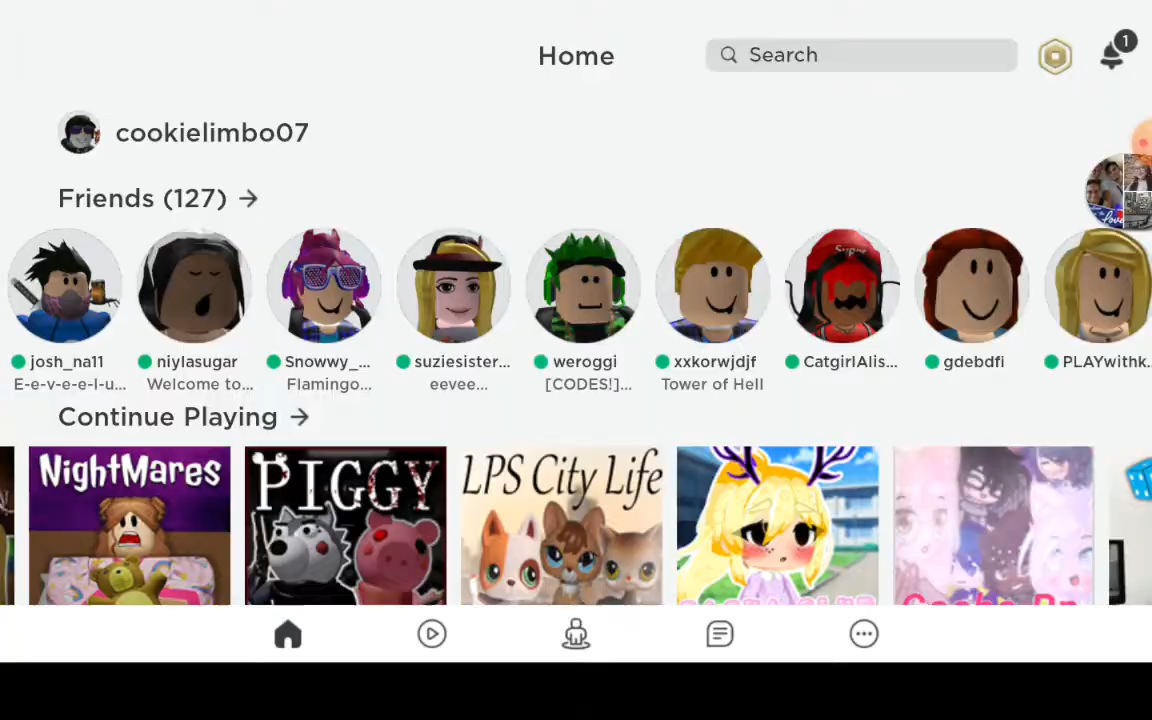 Home
Search
1
cookielimbo07
Friends (127) →
josh_na11
niylasugar
Snowwy_...
suziesister...
weroggi
xxkorwjdjf
CatgirlAlis...
gdebdfi
PLAYwithk...
E-e-v-e-e-l-u...
Welcome to...
Flamingo...
eevee...
[CODES!]...
Tower of Hell
Continue Playing →
NightMares
PIGGY
LPS City Life